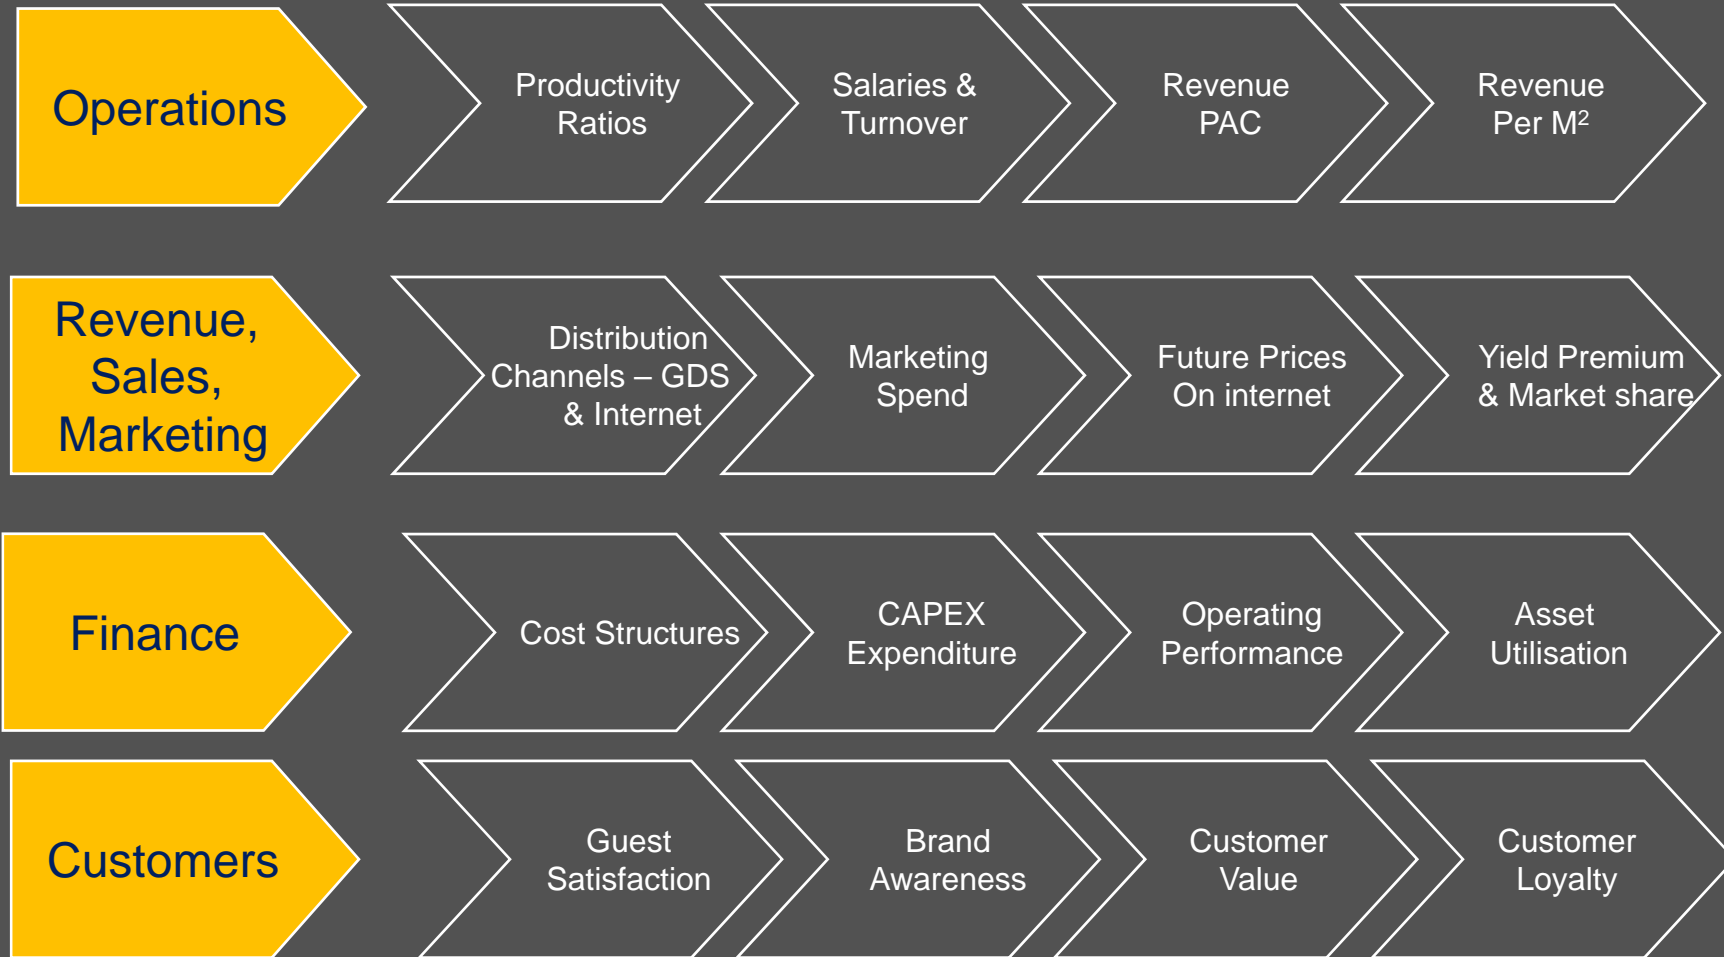 Operations
Productivity
Ratios
Salaries &
Turnover
Revenue
PAC
Revenue
Per M²
Revenue,
Sales,
Marketing
Distribution
Channels – GDS
& Internet
Marketing
Spend
Future Prices
On internet
Yield Premium
& Market share
Finance
Cost Structures
CAPEX
Expenditure
Operating
Performance
Asset
Utilisation
Customers
Guest
Satisfaction
Brand
Awareness
Customer
Value
Customer
Loyalty